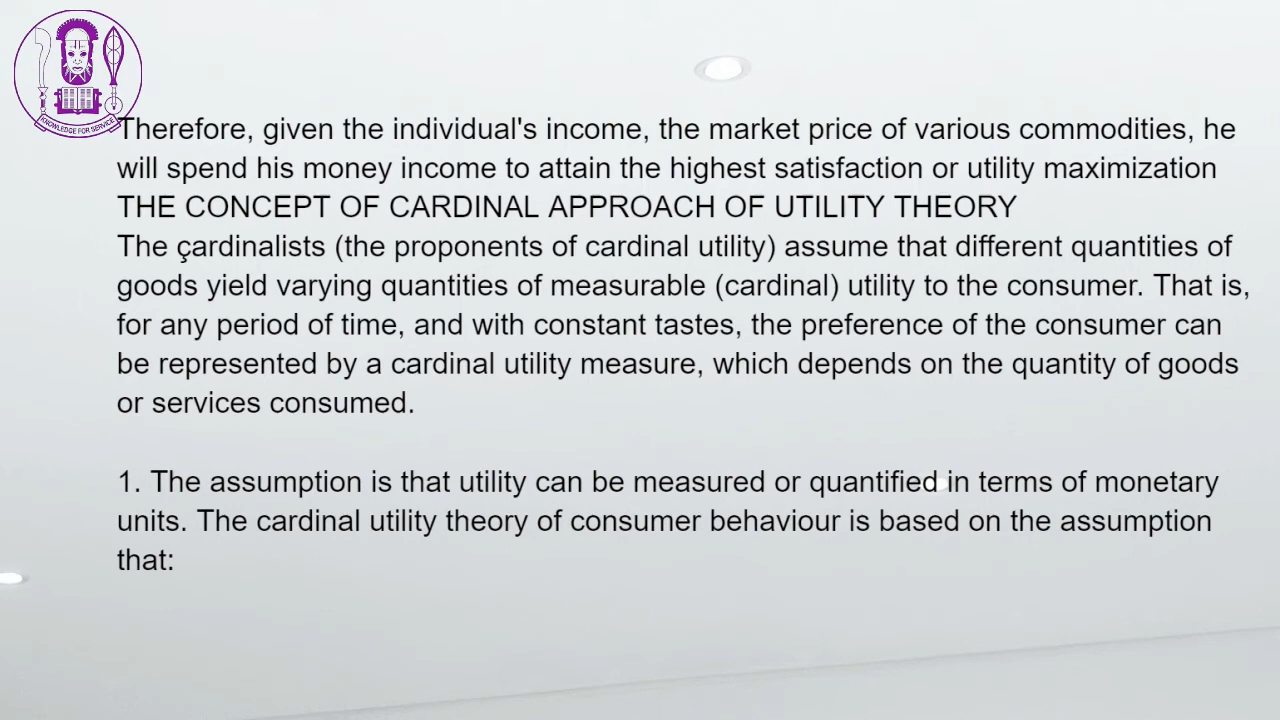 KNOWLEDGE FOR SERVICE
Therefore, given the individual's income, the market price of various commodities, he
will spend his money income to attain the highest satisfaction or utility maximization
THE CONCEPT OF CARDINAL APPROACH OF UTILITY THEORY
The çardinalists (the proponents of cardinal utility) assume that different quantities of
goods yield varying quantities of measurable (cardinal) utility to the consumer. That is,
for any period of time, and with constant tastes, the preference of the consumer can
be represented by a cardinal utility measure, which depends on the quantity of goods
or services consumed.
1. The assumption is that utility can be measured or quantified in terms of monetary
units. The cardinal utility theory of consumer behaviour is based on the assumption
that: